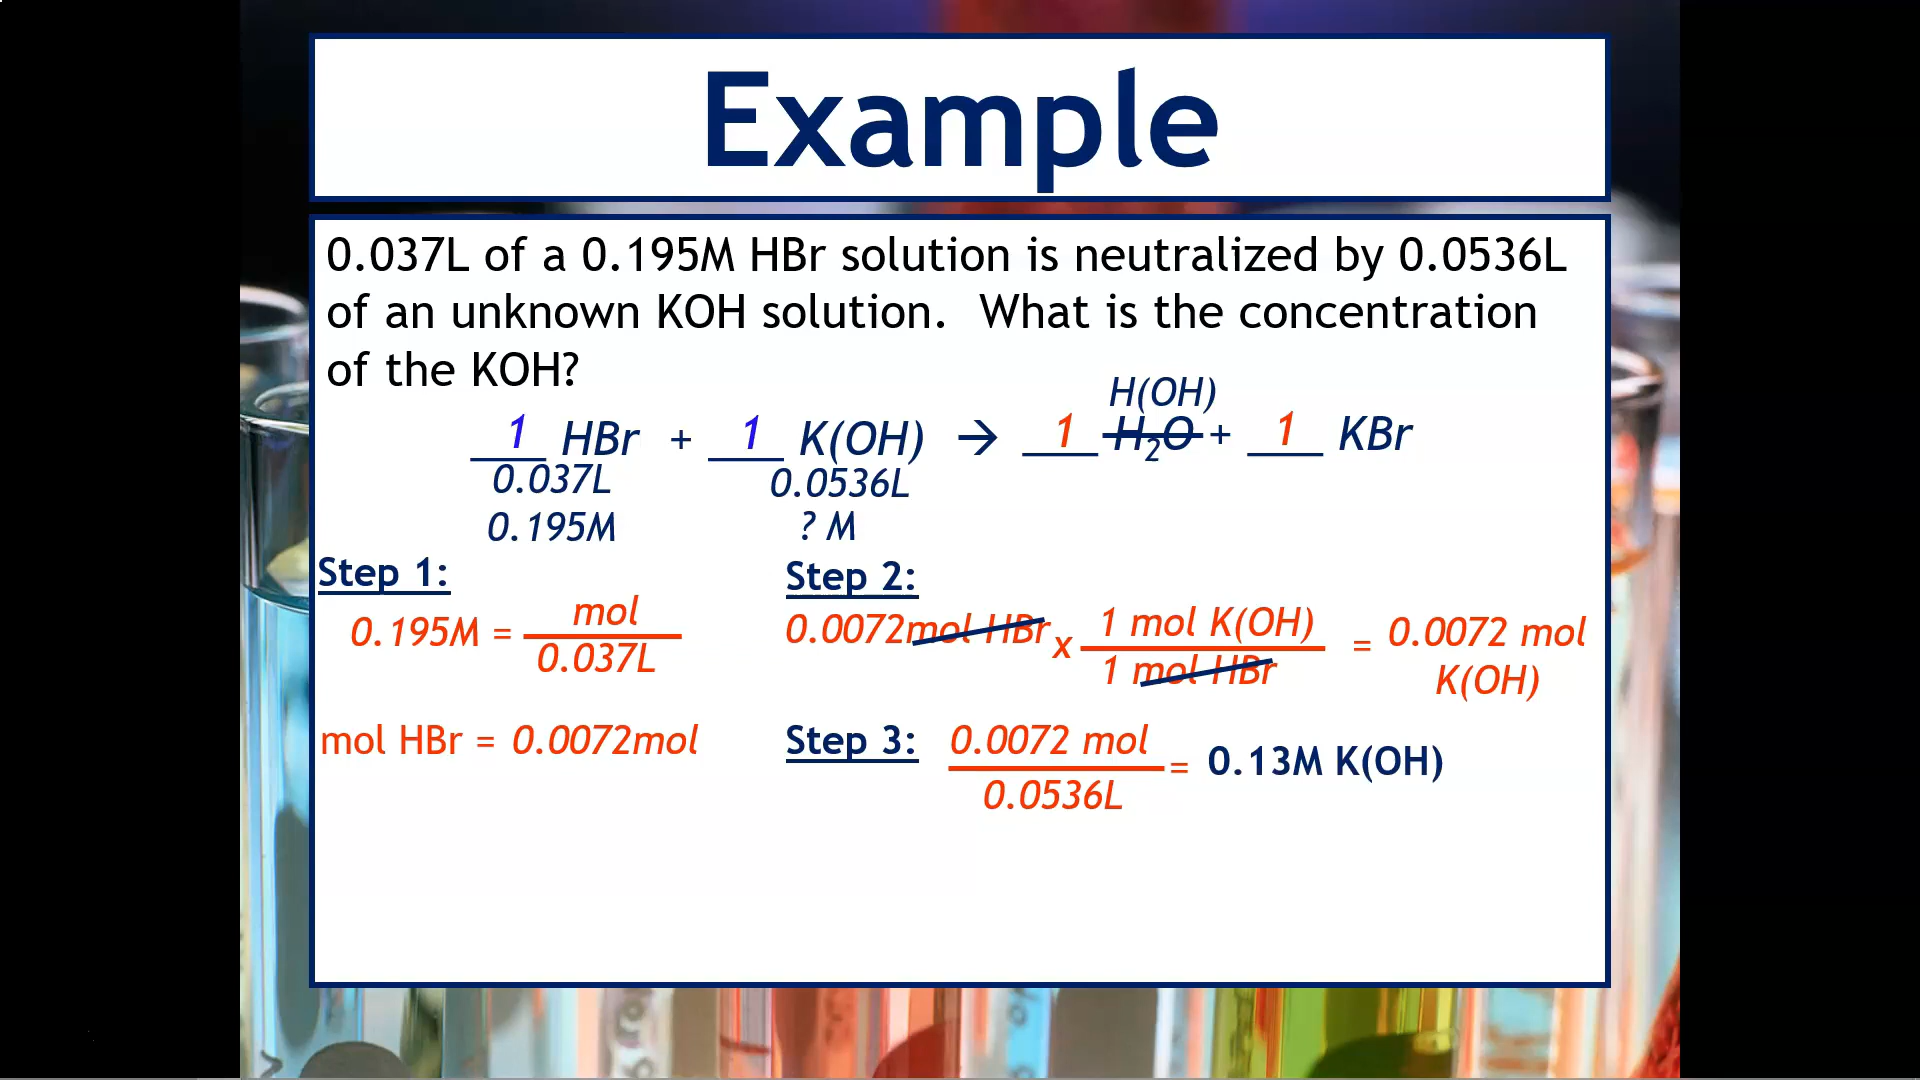 Example
0.037L of a 0.195M HBr solution is neutralized by 0.0536L
of an unknown KOH solution. What is the concentration
of the KOH?
H(OH)
1 HBr + 1 K(OH) → 1 H₂O + 1 KBr
0.037L 0.0536L
0.195M ? M
Step 1:
0.195M = mol
0.037L
mol HBr = 0.0072mol
Step 2:
0.0072mol HBr x 1 mol K(OH) = 0.0072 mol
1 mol HBr K(OH)
Step 3: 0.0072 mol = 0.13M K(OH)
0.0536L